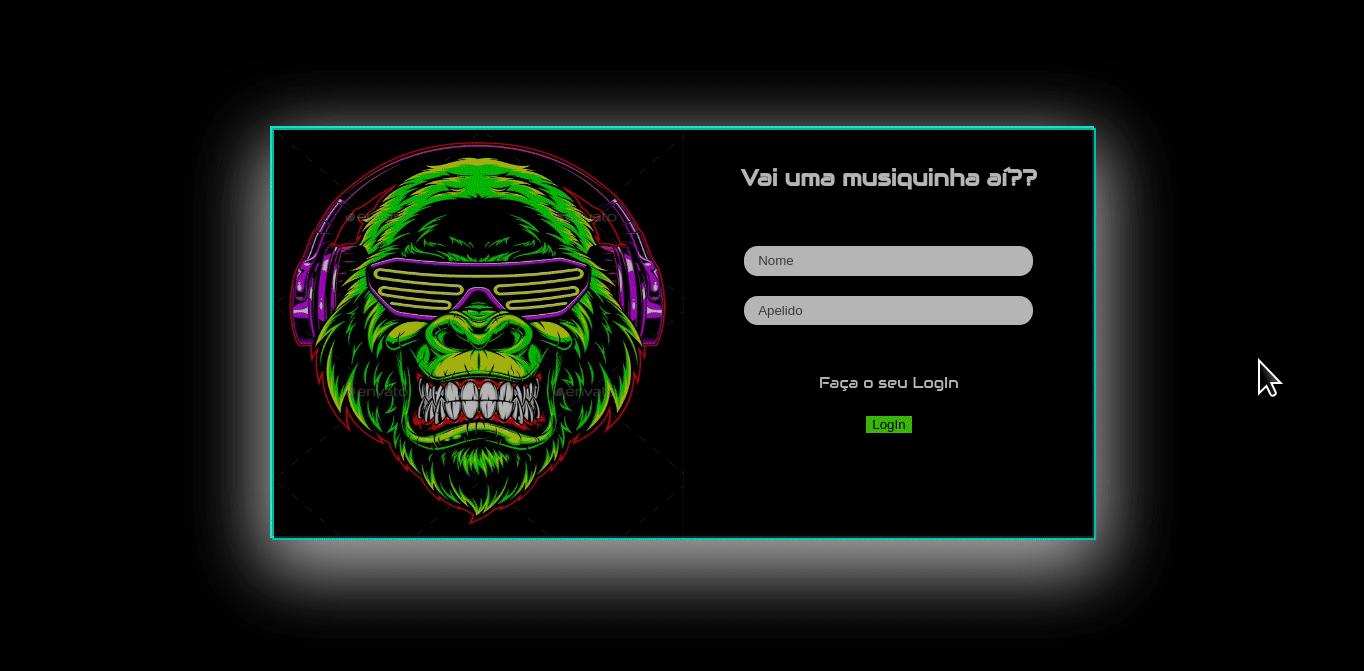 Vai uma musiquinha aí??
envato
envato
Nome
Apelido
Faça o seu LogIn
envato
envato
LogIn